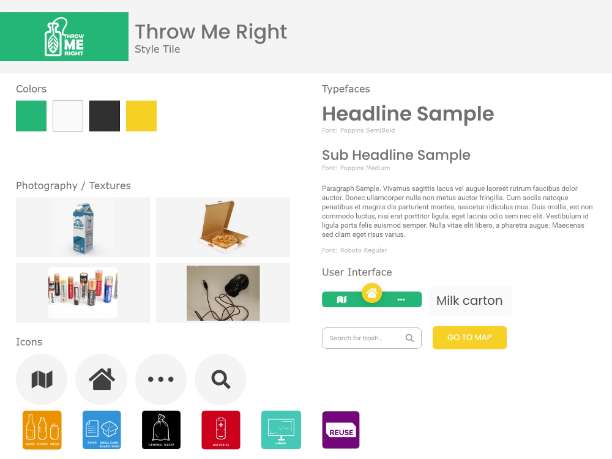 THROW
ME
RIGHT
Throw Me Right
Style Tile
Colors
Typefaces
Headline Sample
Font: Poppins SemiBold
Sub Headline Sample
Font: Poppins Medium
Photography / Textures
Paragraph Sample. Vivamus sagittis lacus vel augue laoreet rutrum faucibus dolor
auctor. Donec ullamcorper nulla non metus auctor fringilla. Cum sociis natoque
penatibus et magnis dis parturient montes, nascetur ridiculus mus. Duis mollis, est non
commodo luctus, nisi erat porttitor ligula, eget lacinia odio sem nec elit. Vestibulum id
ligula porta felis euismod semper. Nulla vitae elit libero, a pharetra augue. Maecenas
sed diam eget risus varius.
Font: Roboto Regular
User Interface
Milk carton
Search for trash...
GO TO MAP
Icons
REUSE